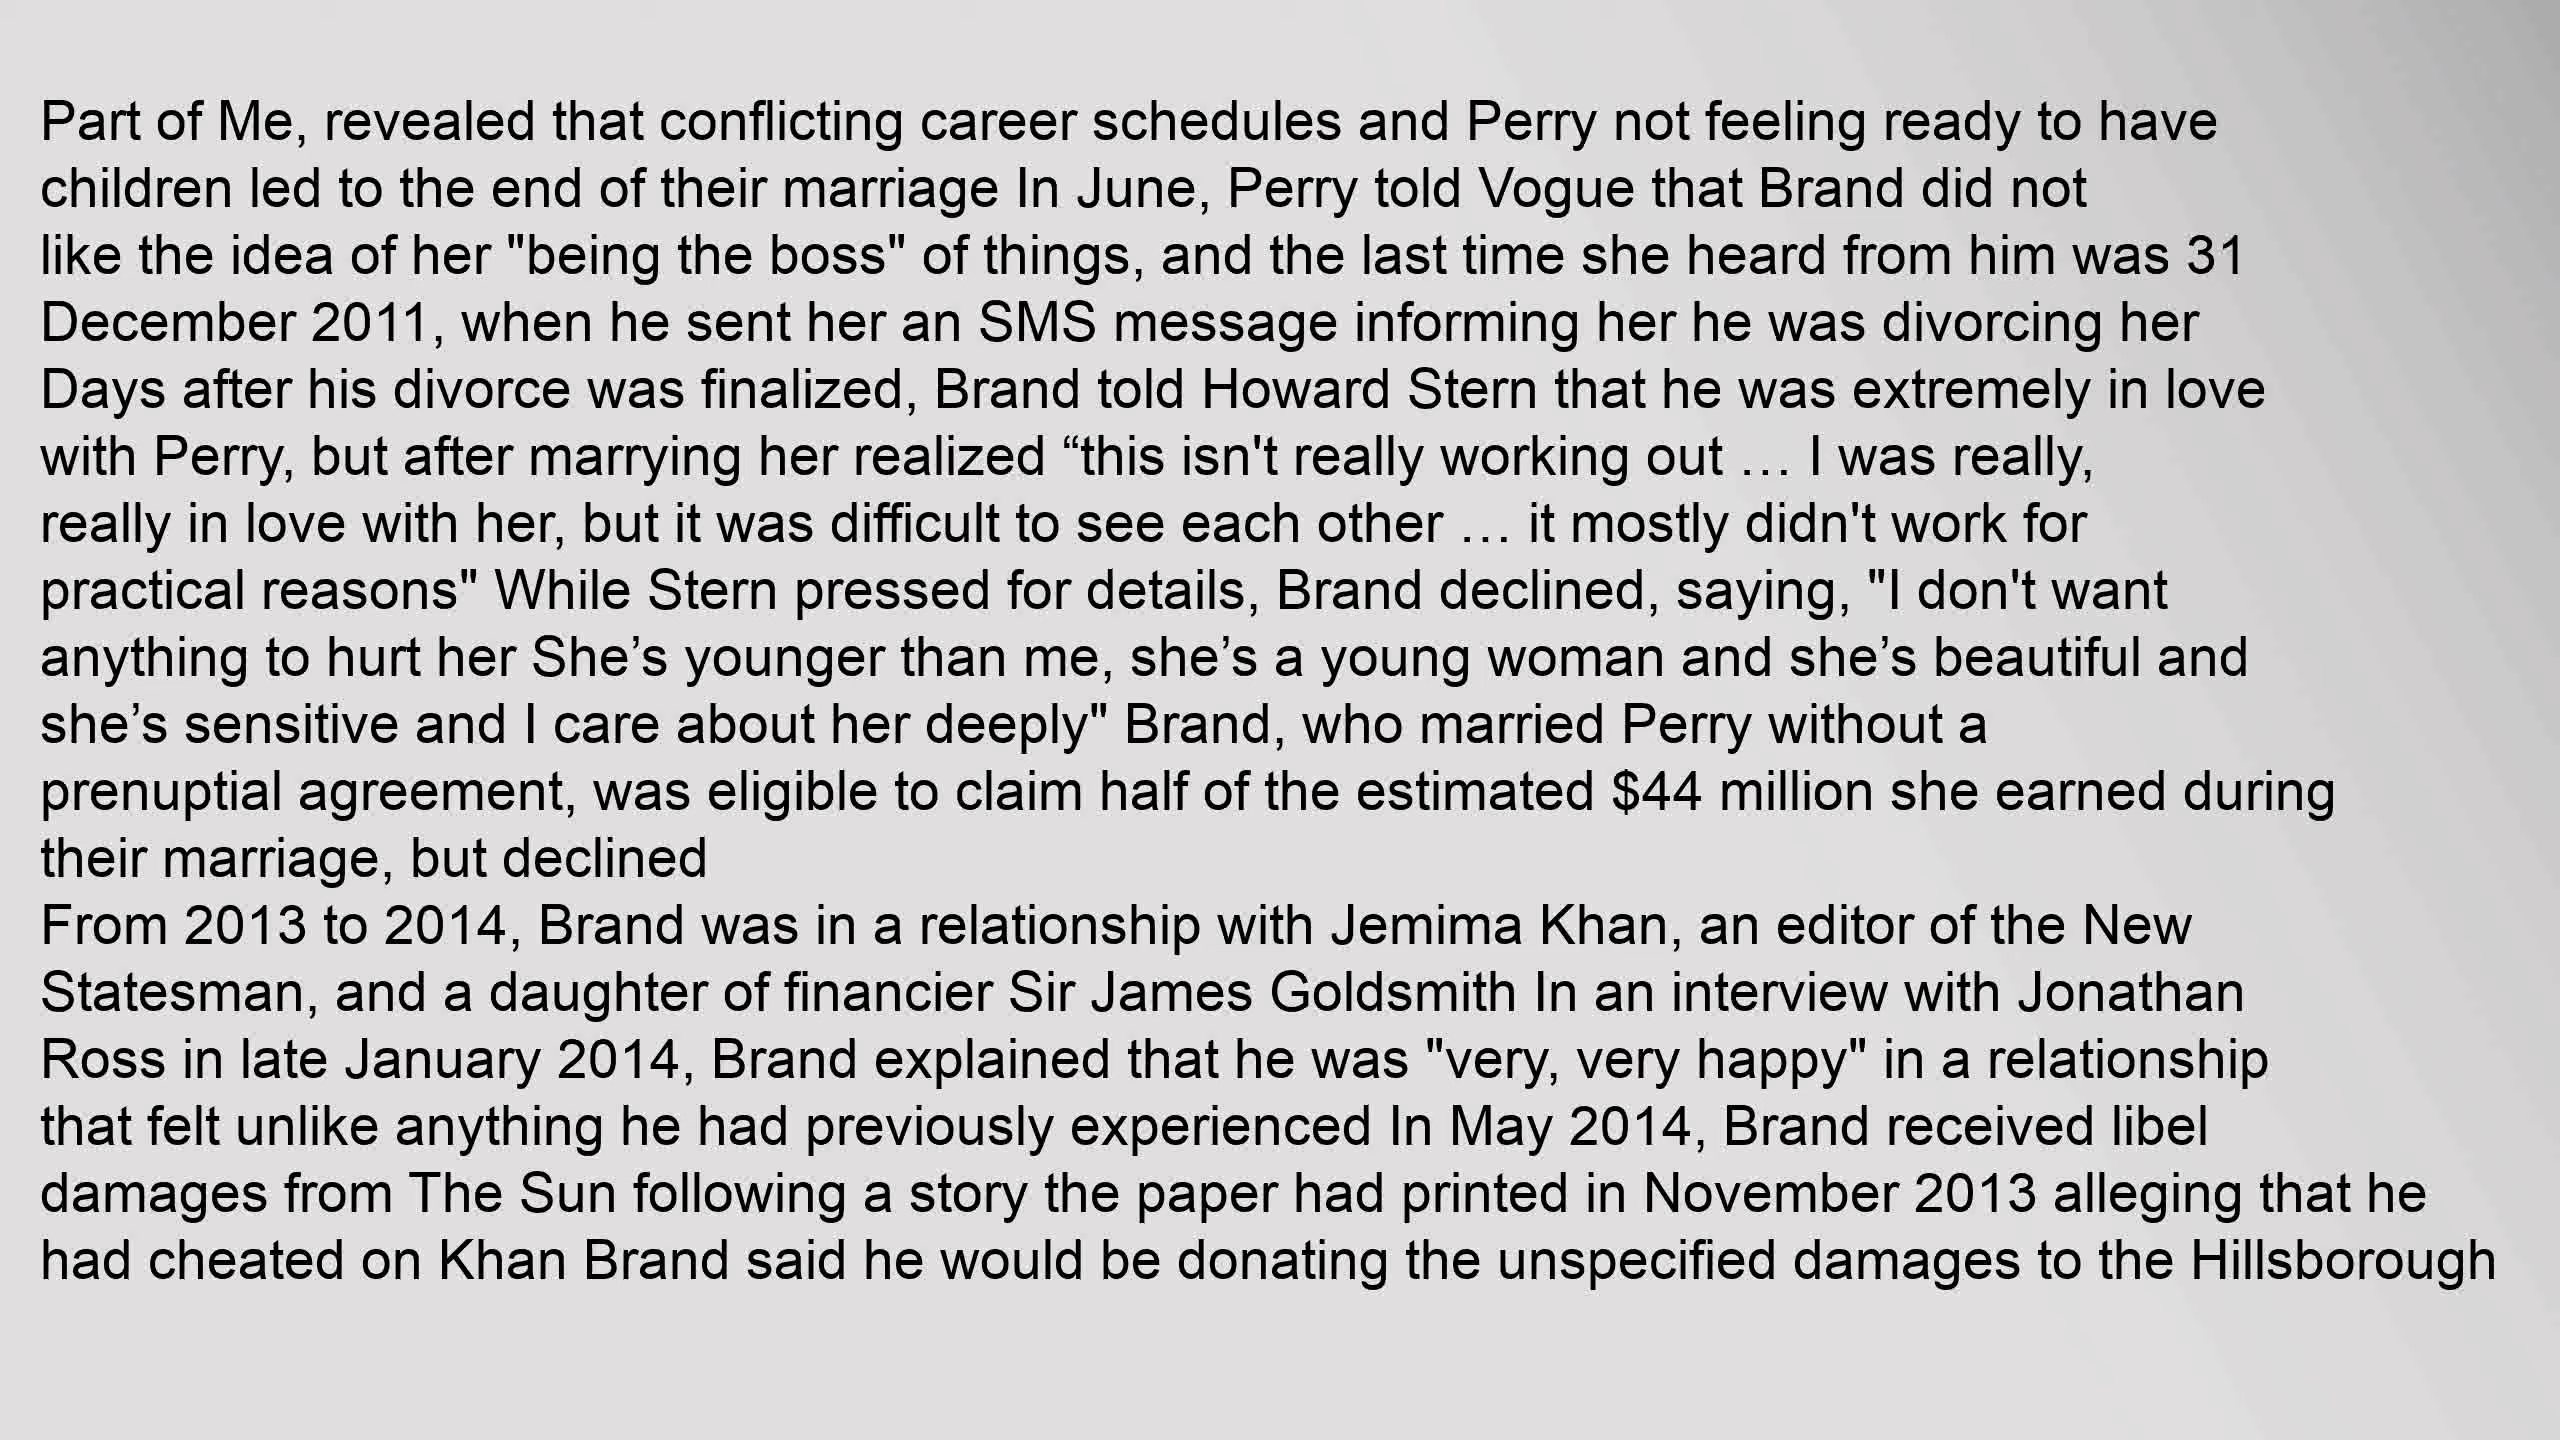 Part of Me, revealed that conflicting career schedules and Perry not feeling ready to have
children led to the end of their marriage In June, Perry told Vogue that Brand did not
like the idea of her "being the boss" of things, and the last time she heard from him was 31
December 2011, when he sent her an SMS message informing her he was divorcing her
Days after his divorce was finalized, Brand told Howard Stern that he was extremely in love
with Perry, but after marrying her realized “this isn't really working out … I was really,
really in love with her, but it was difficult to see each other … it mostly didn't work for
practical reasons" While Stern pressed for details, Brand declined, saying, "I don't want
anything to hurt her She’s younger than me, she’s a young woman and she’s beautiful and
she’s sensitive and I care about her deeply" Brand, who married Perry without a
prenuptial agreement, was eligible to claim half of the estimated $44 million she earned during
their marriage, but declined
From 2013 to 2014, Brand was in a relationship with Jemima Khan, an editor of the New
Statesman, and a daughter of financier Sir James Goldsmith In an interview with Jonathan
Ross in late January 2014, Brand explained that he was "very, very happy" in a relationship
that felt unlike anything he had previously experienced In May 2014, Brand received libel
damages from The Sun following a story the paper had printed in November 2013 alleging that he
had cheated on Khan Brand said he would be donating the unspecified damages to the Hillsborough